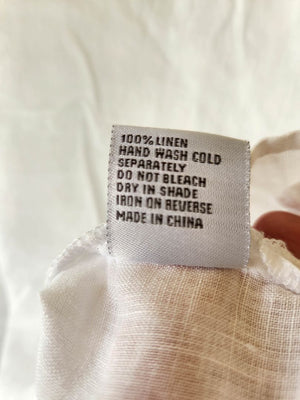 100% LINEN
HAND WASH COLD
SEPARATELY
DO NOT BLEACH
DRY IN SHADE
IRON ON REVERSE
MADE IN CHINA